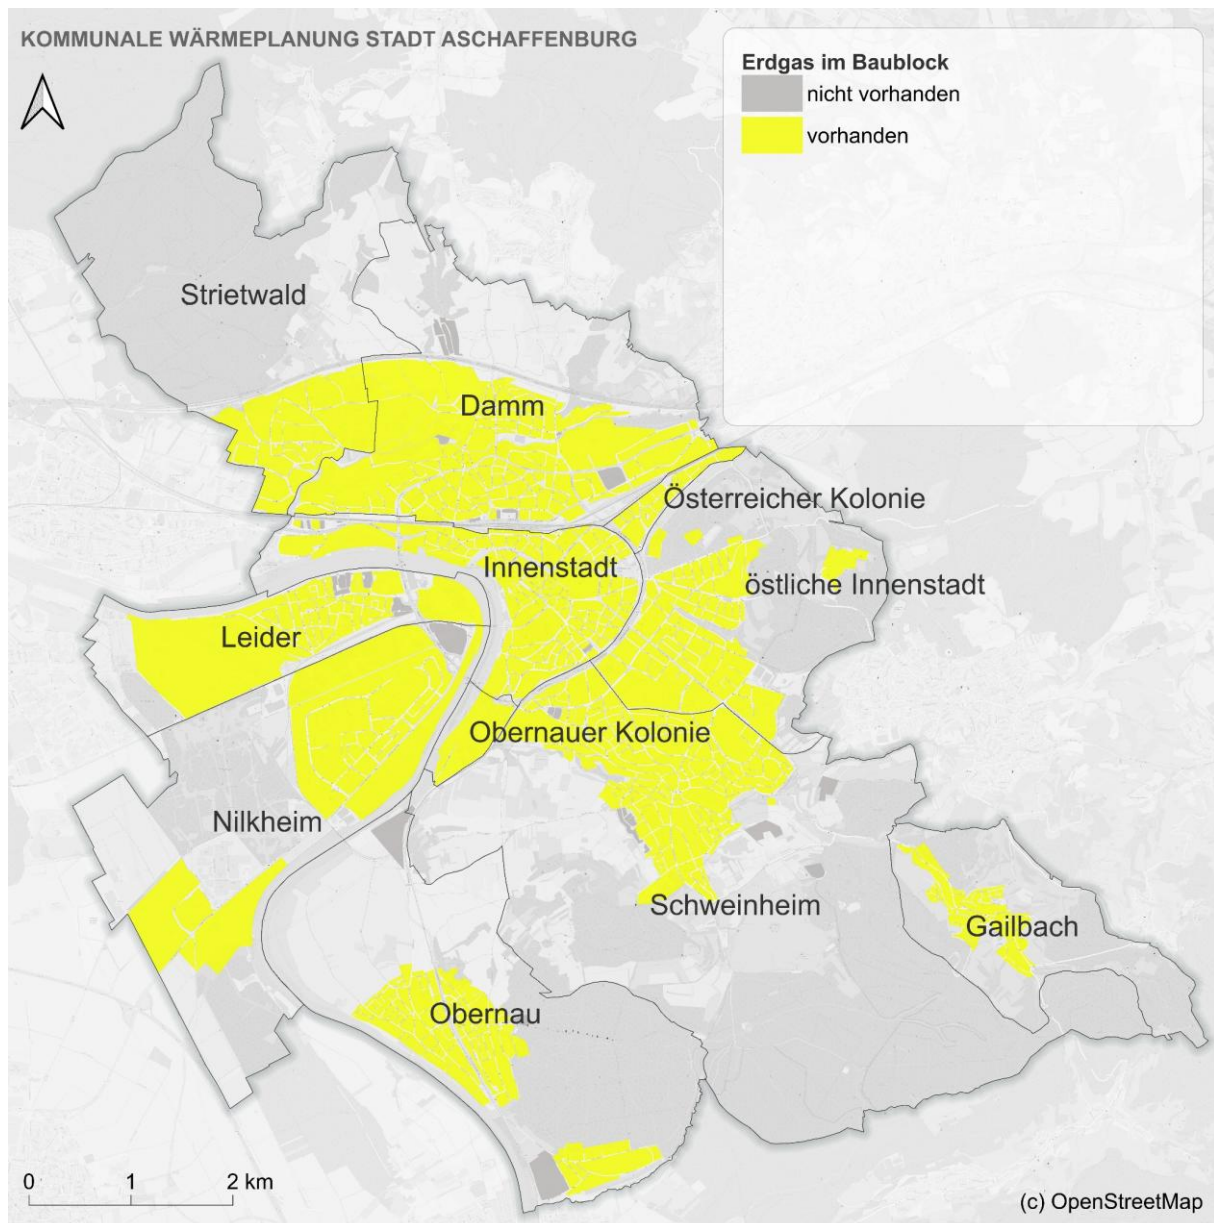 KOMMUNALE WÄRMEPLANUNG STADT ASCHAFFENBURG
Erdgas im Baublock
nicht vorhanden
vorhanden
Strietwald
Damm
Österreicher Kolonie
Innenstadt
östliche Innenstadt
Leider
Obernauer Kolonie
Nilkheim
Schweinheim
Gailbach
Obernau
0 1 2 km
(c) OpenStreetMap